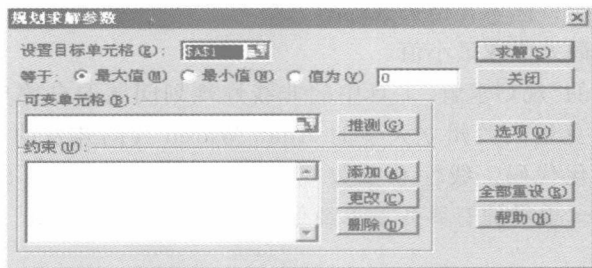 规划求解参数
设置目标单元格(E): $A$1 求解(S)
等于: 最大值(M) 最小值(N) 值为(V) 0 关闭
可变单元格(B):
推测(G) 选项(O)
约束(U):
添加(A)
更改(C) 全部重设(R)
删除(D) 帮助(H)